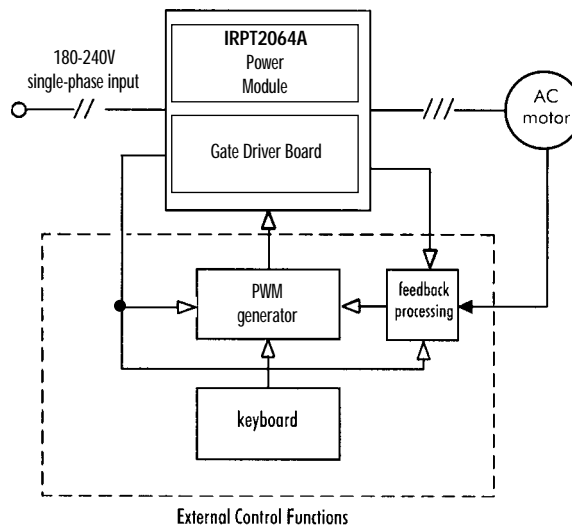 IRPT2064A
Power
Module
180-240V
single-phase input
AC
motor
Gate Driver Board
PWM
generator
feedback
processing
keyboard
External Control Functions